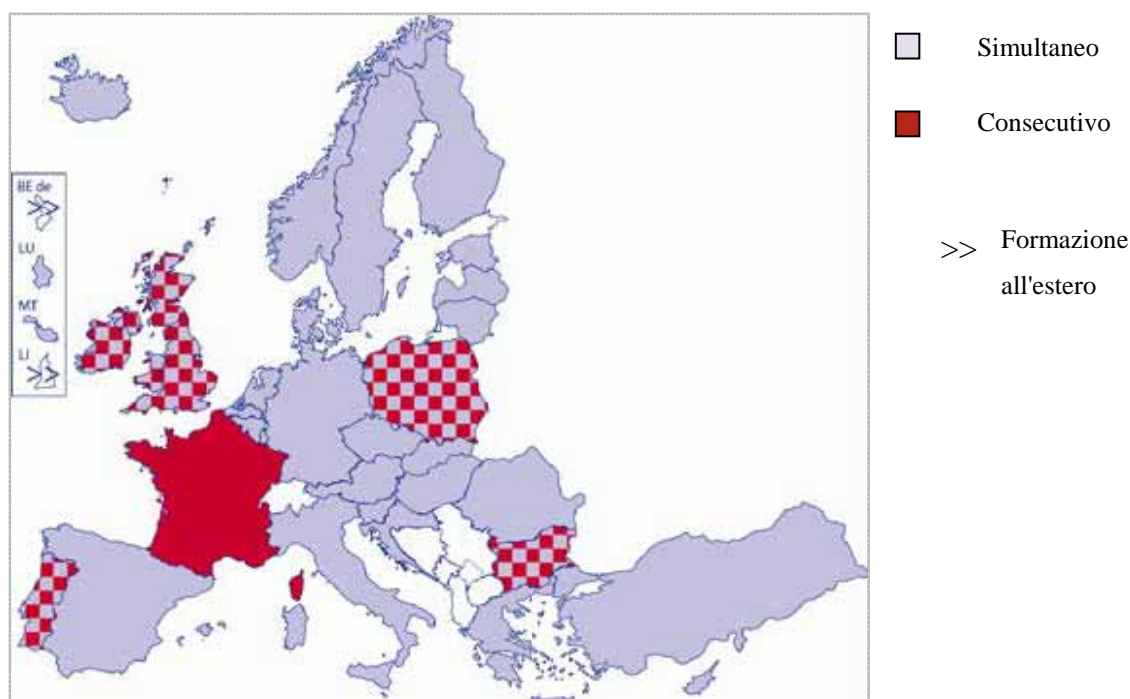 Simultaneo
Consecutivo
>> Formazione
all'estero
BE de
LU
MT
LI